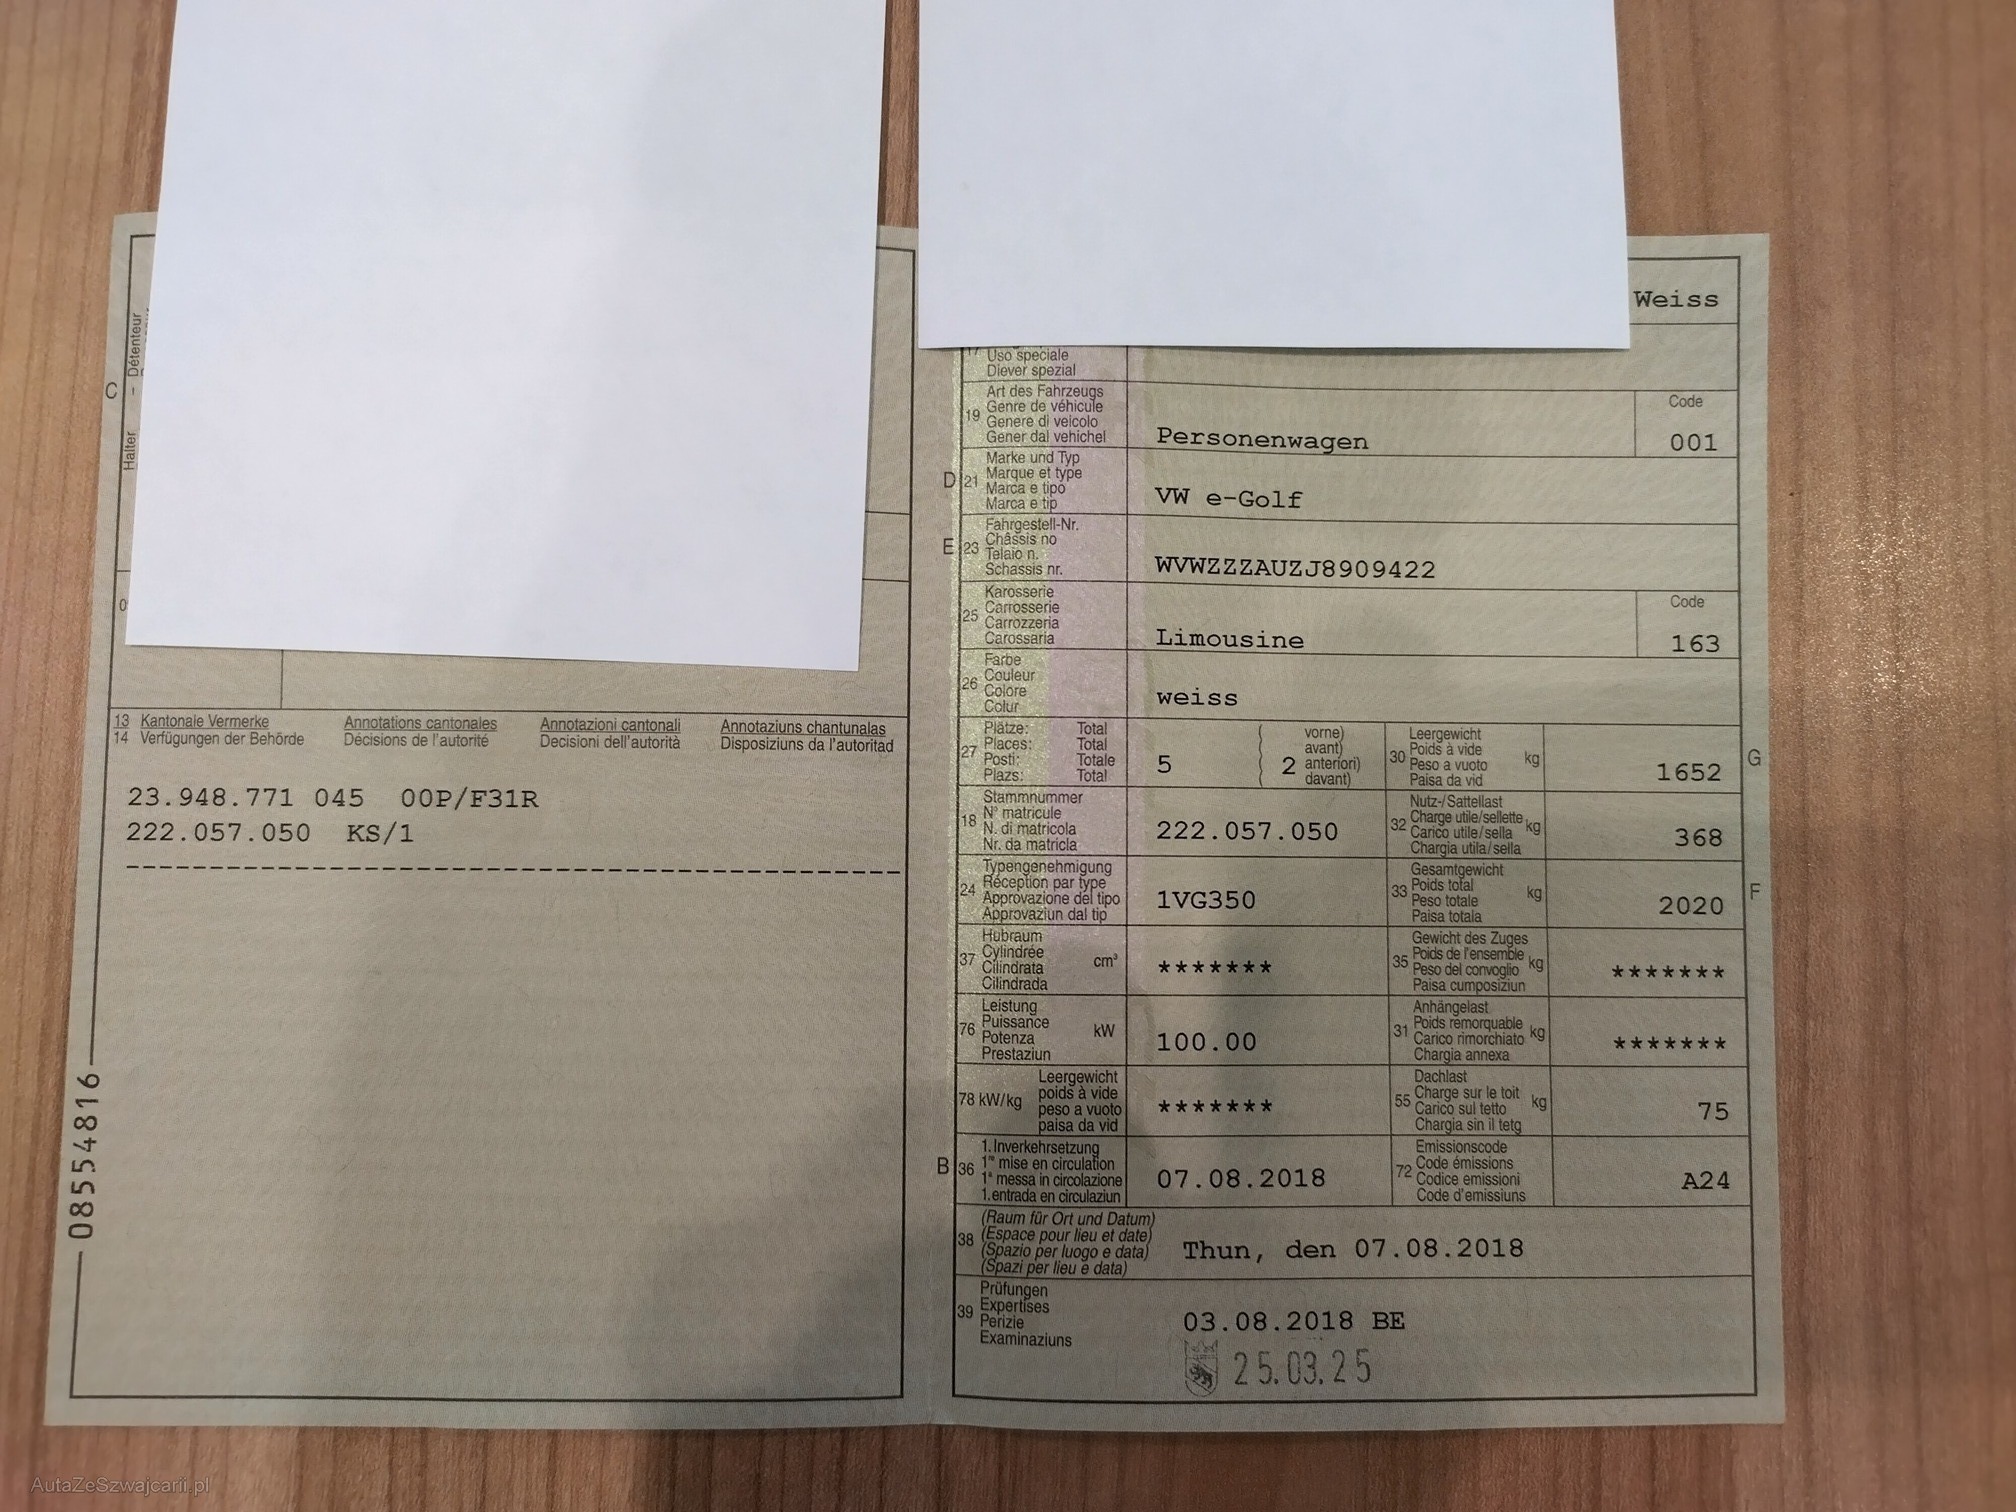 Halter - Détenteur
C
13 Kantonale Vermerke Annotations cantonales Annotazioni cantonali Annotaziuns chantunalas
14 Verfügungen der Behörde Décisions de l'autorité Decisioni dell'autorità Disposiziuns da l'autoritad
23.948.771 045 00P/F31R
222.057.050 KS/1
08554816
Weiss
17
Uso speciale
Diever spezial
19
Art des Fahrzeugs
Genre de véhicule
Genere di veicolo
Gener dal vehichel
Personenwagen
Code
001
D 21
Marke und Typ
Marque et type
Marca e tipo
Marca e tip
VW e-Golf
E 23
Fahrgestell-Nr.
Châssis no
Telaio n.
Schassis nr.
WVWZZZAUZJ8909422
25
Karosserie
Carrosserie
Carrozzeria
Carossaria
Limousine
Code
163
26
Farbe
Couleur
Colore
Colur
weiss
27
Plätze: Total
Places: Total
Posti: Totale
Plazs: Total
5
( vorne)
( avant)
2 anteriori)
( davant)
30
Leergewicht
Poids à vide
Peso a vuoto
Paisa da vid
kg
1652
G
18
Stammnummer
N° matricule
N. di matricola
Nr. da matricla
222.057.050
32
Nutz-/Sattellast
Charge utile/sellette
Carico utile/sella
Chargia utila/sella
kg
368
24
Typengenehmigung
Réception par type
Approvazione del tipo
Approvaziun dal tip
1VG350
33
Gesamtgewicht
Poids total
Peso totale
Paisa totala
kg
2020
F
37
Hubraum
Cylindrée
Cilindrata
Cilindrada
cm³
*******
35
Gewicht des Zuges
Poids de l'ensemble
Peso del convoglio
Paisa cumposiziun
kg
*******
76
Leistung
Puissance
Potenza
Prestaziun
kW
100.00
31
Anhängelast
Poids remorquable
Carico rimorchiato
Chargia annexa
kg
*******
78 kW/kg
Leergewicht
poids à vide
peso a vuoto
paisa da vid
*******
55
Dachlast
Charge sur le toit
Carico sul tetto
Chargia sin il tetg
kg
75
B 36
1.Inverkehrsetzung
1re mise en circulation
1a messa in circolazione
1.entrada en circulaziun
07.08.2018
72
Emissionscode
Code émissions
Codice emissioni
Code d'emissiuns
A24
38
(Raum für Ort und Datum)
(Espace pour lieu et date)
(Spazio per luogo e data)
(Spazi per lieu e data)
Thun, den 07.08.2018
39
Prüfungen
Expertises
Perizie
Examinaziuns
03.08.2018 BE
25.03.25
AutaZeSzwajcarii.pl